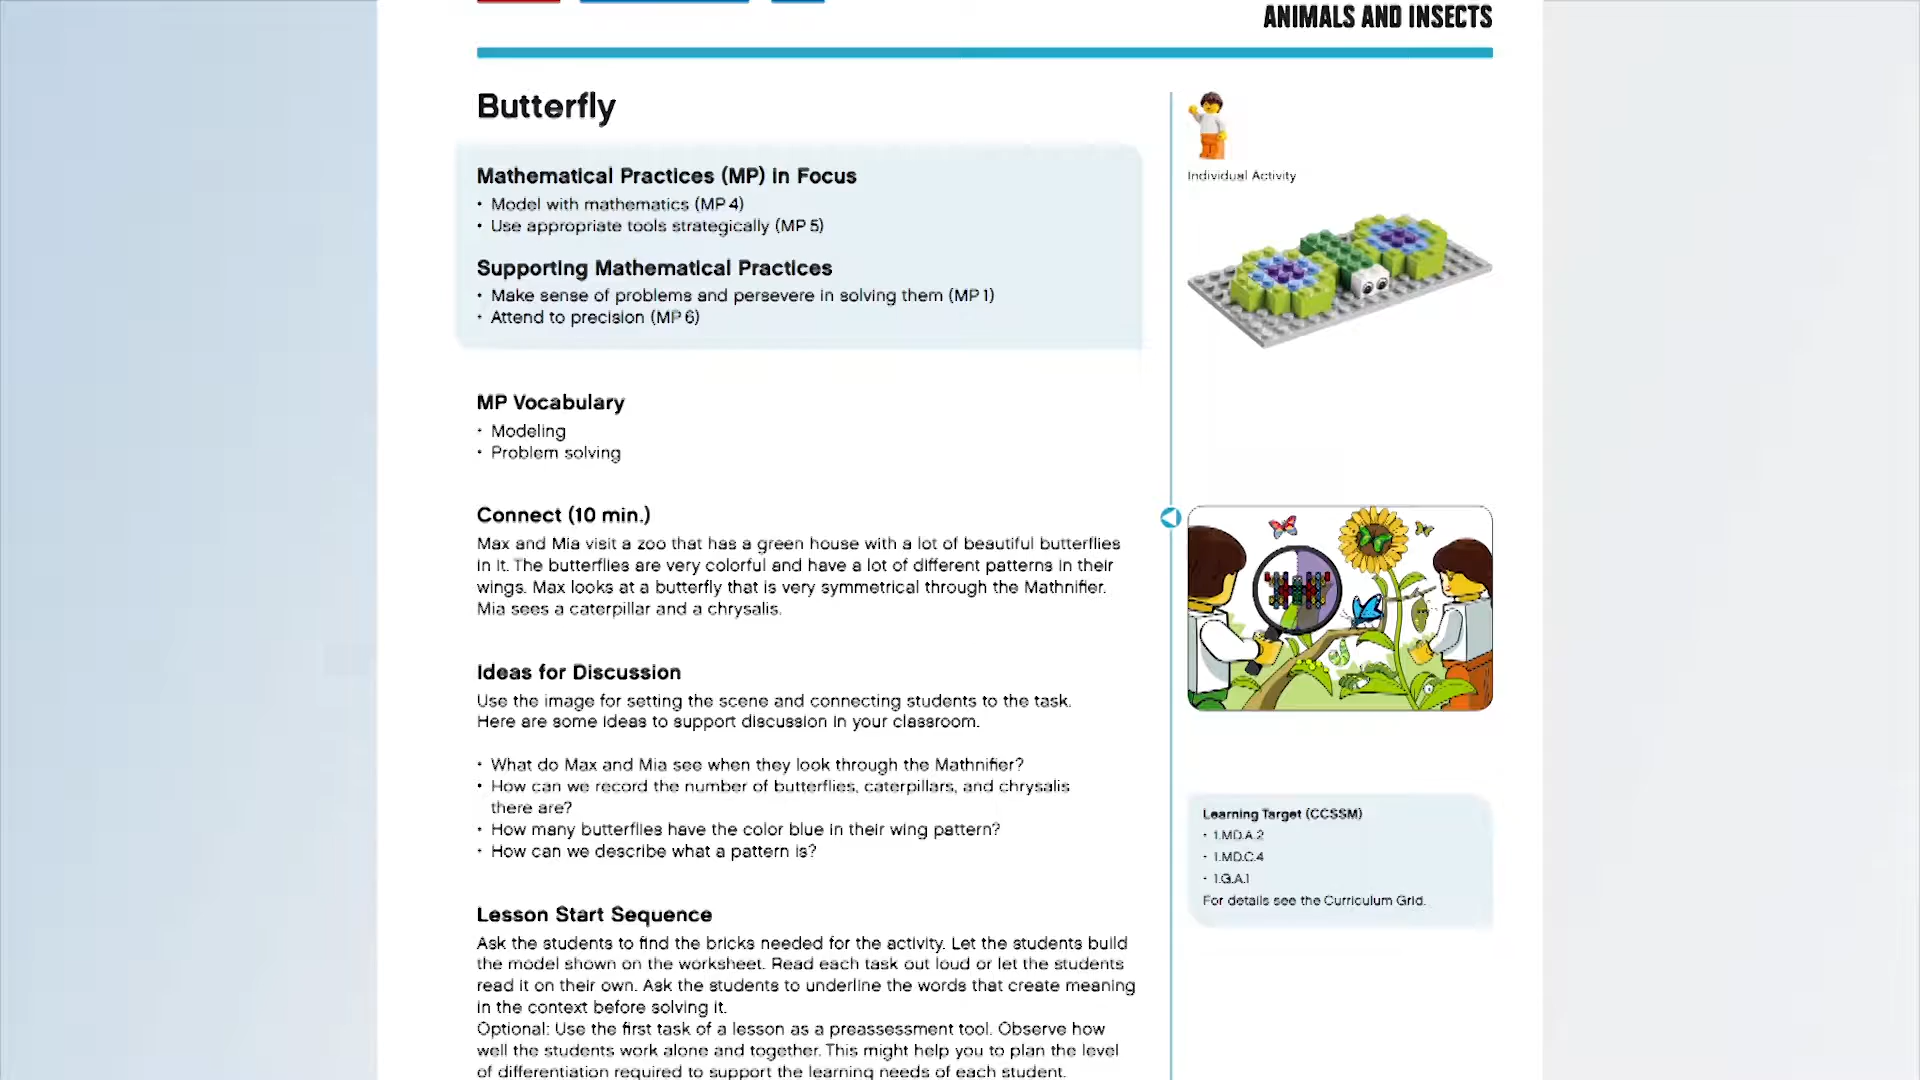 ANIMALS AND INSECTS
Butterfly
Mathematical Practices (MP) in Focus
• Model with mathematics (MP 4)
• Use appropriate tools strategically (MP 5)
Supporting Mathematical Practices
• Make sense of problems and persevere in solving them (MP 1)
• Attend to precision (MP 6)
MP Vocabulary
• Modeling
• Problem solving
Connect (10 min.)
Max and Mia visit a zoo that has a green house with a lot of beautiful butterflies
in it. The butterflies are very colorful and have a lot of different patterns in their
wings. Max looks at a butterfly that is very symmetrical through the Mathnifier.
Mia sees a caterpillar and a chrysalis.
Ideas for Discussion
Use the image for setting the scene and connecting students to the task.
Here are some ideas to support discussion in your classroom.
• What do Max and Mia see when they look through the Mathnifier?
• How can we record the number of butterflies, caterpillars, and chrysalis
there are?
• How many butterflies have the color blue in their wing pattern?
• How can we describe what a pattern is?
Lesson Start Sequence
Ask the students to find the bricks needed for the activity. Let the students build
the model shown on the worksheet. Read each task out loud or let the students
read it on their own. Ask the students to underline the words that create meaning
in the context before solving it.
Optional: Use the first task of a lesson as a preassessment tool. Observe how
well the students work alone and together. This might help you to plan the level
of differentiation required to support the learning needs of each student.
Individual Activity
Learning Target (CCSSM)
• 1.MD.A.2
• 1.MD.C.4
• 1.G.A.1
For details see the Curriculum Grid.